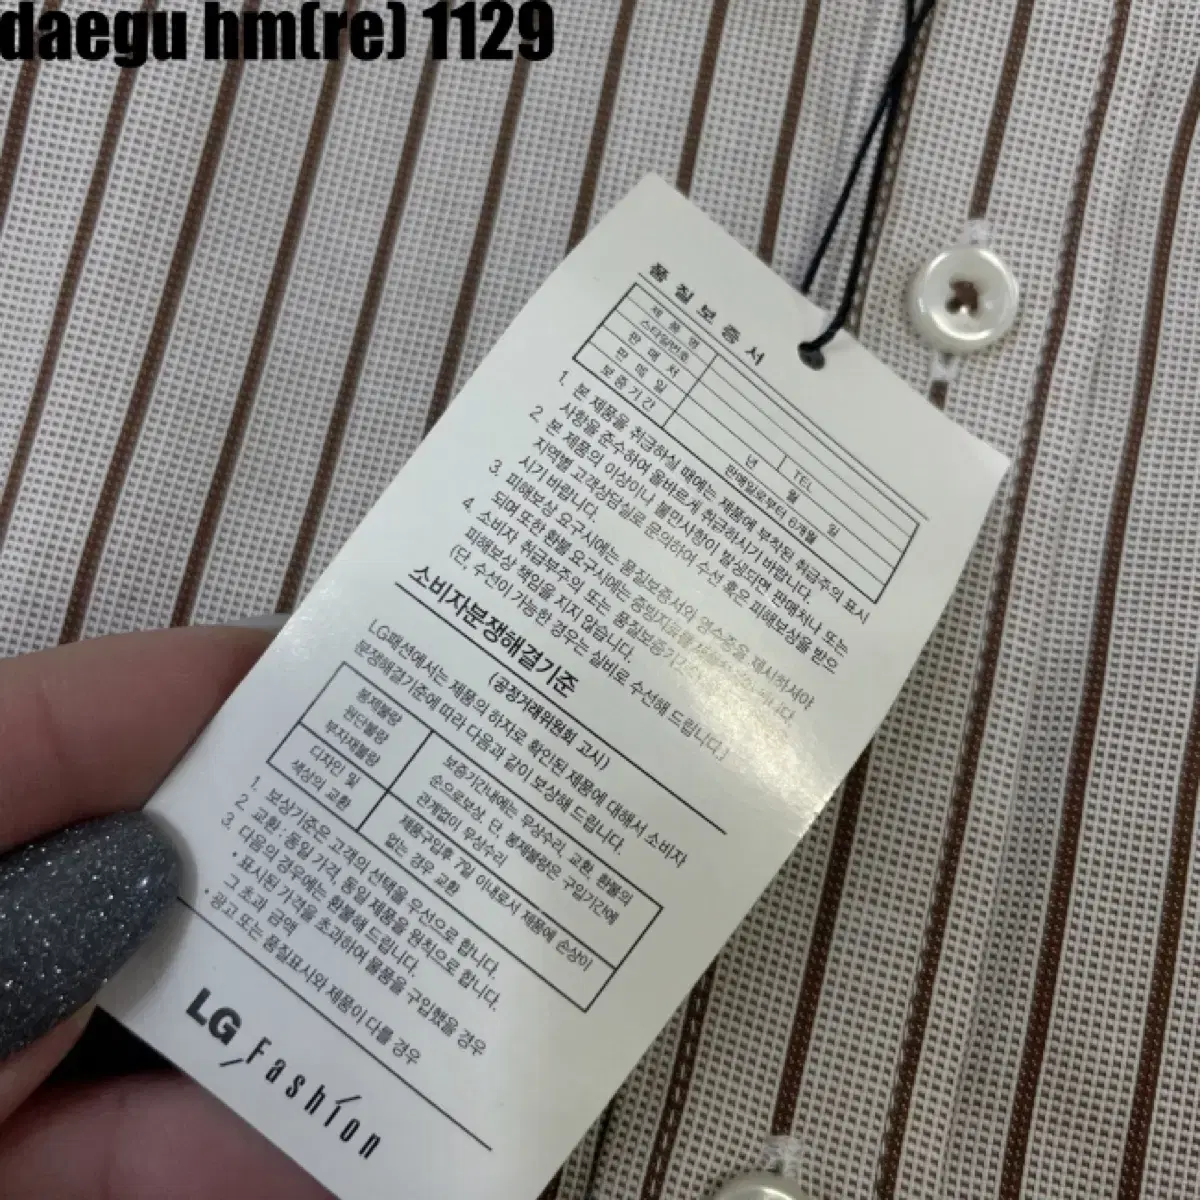 daegu hm(re) 1129
품 질 보 증 서
제 품 명
스타일번호
판 매 처
TEL
판 매 일
년 월 일
보 증 기 간
판매일로부터 6개월
1. 본 제품을 취급하실 때에는 제품에 부착된 취급주의 표시
사항을 준수하여 올바르게 취급하시기 바랍니다.
2. 본 제품의 이상이나 불만사항이 발생되면 판매처나 또는
지역별 고객상담실로 문의하여 수선 혹은 피해보상을 받으
시기 바랍니다.
3. 피해보상 요구시에는 품질보증서와 영수증을 제시하셔야
되며 또한 환불 요구시에는 증빙자료를
4. 소비자 취급부주의 또는 품질보증기간
피해보상 책임을 지지 않습니다.
(단, 수선이 가능한 경우는 실비로 수선해 드립니다.)
소비자분쟁해결기준
(공정거래위원회 고시)
LG패션에서는 제품의 하자로 확인된 제품에 대해서 소비자
분쟁해결기준에 따라 다음과 같이 보상해 드립니다.
봉제불량
원단불량
부자재불량
보증기간내에는 무상수리, 교환, 환불의
순으로보상, 단, 봉제불량은 구입기간에
관계없이 무상수리
디자인 및
색상의 교환
제품구입후 7일 이내로서 제품에 손상이
없는 경우 교환
1. 보상기준은 고객의 선택을 우선으로 합니다.
2. 교환 : 동일 가격, 동일 제품을 원칙으로 합니다.
3. 다음의 경우에는 환불해 드립니다.
• 표시된 가격을 초과하여 물품을 구입했을 경우
그 초과 금액
• 광고 또는 품질표시와 제품이 다를 경우
LG Fashion